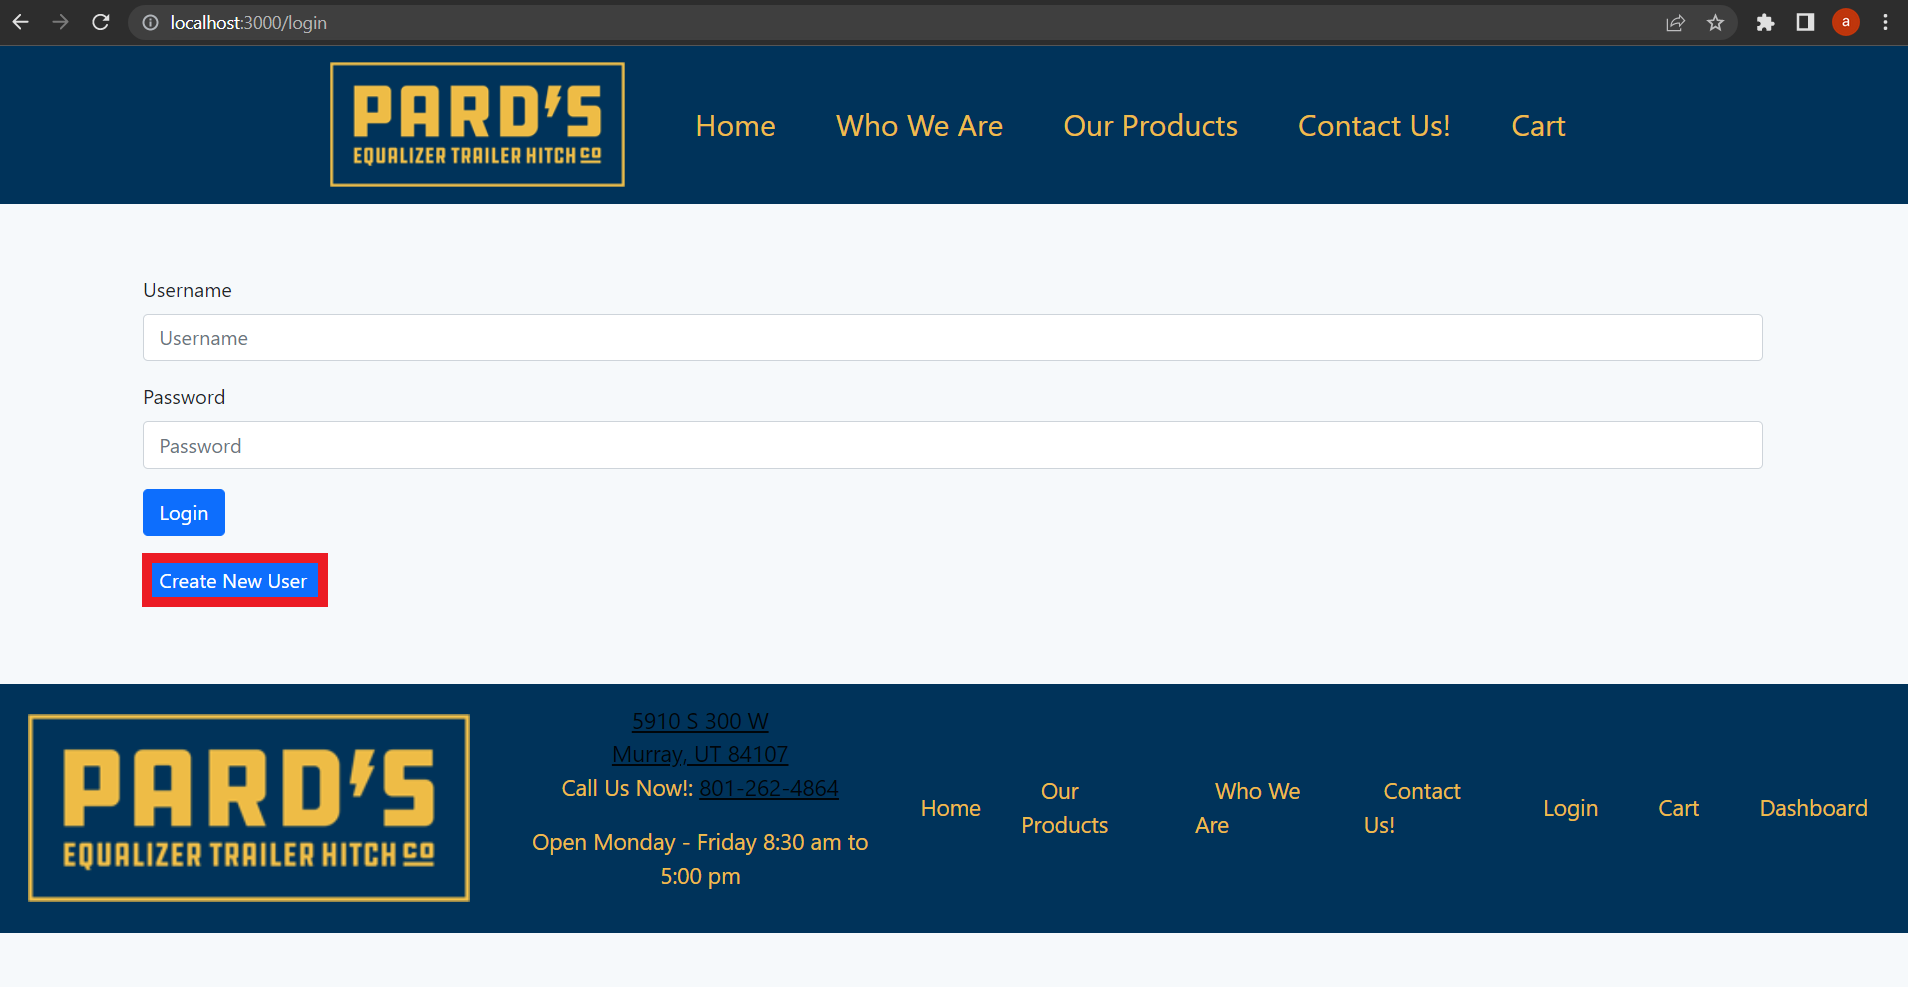 localhost:3000/login
a
PARD'S
EQUALIZER TRAILER HITCH CO
Home
Who We Are
Our Products
Contact Us!
Cart
Username
Username
Password
Password
Login
Create New User
PARD'S
EQUALIZER TRAILER HITCH CO
5910 S 300 W
Murray, UT 84107
Call Us Now!: 801-262-4864
Open Monday - Friday 8:30 am to
5:00 pm
Home
Our
Products
Who We
Are
Contact
Us!
Login
Cart
Dashboard